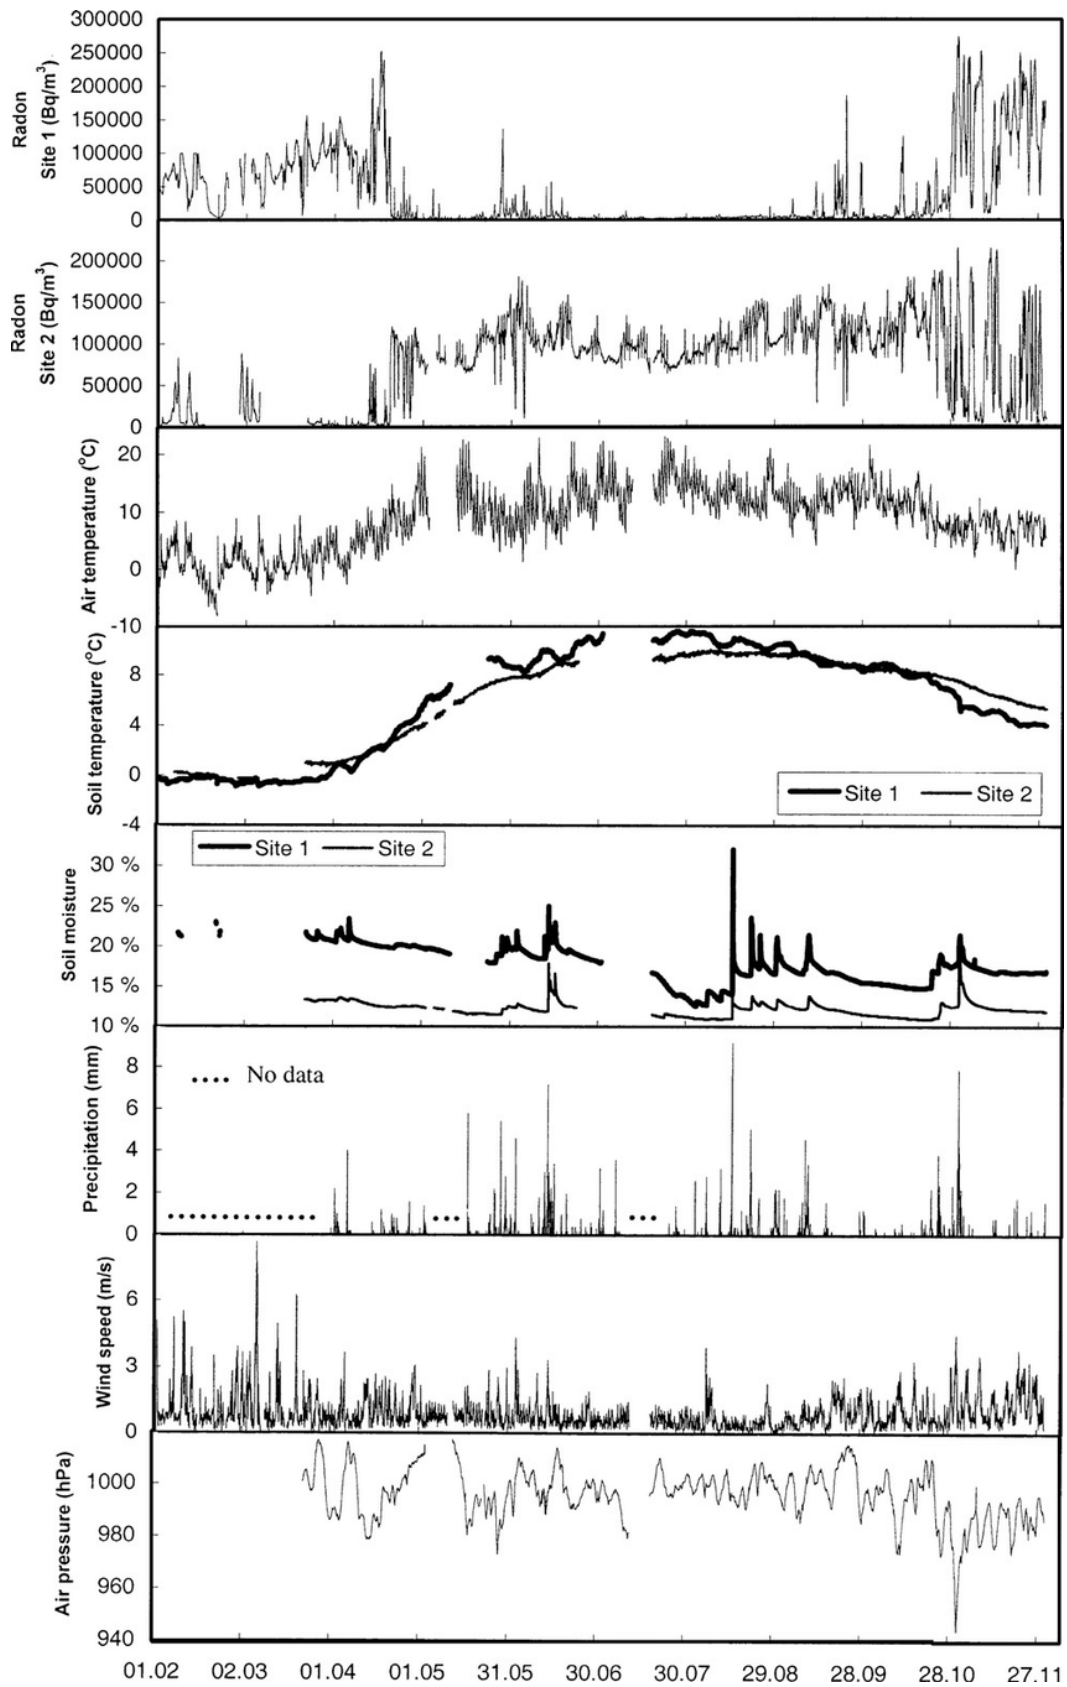 300000
250000
200000
150000
100000
50000
0
Radon
Site 1 (Bq/m³)
200000
150000
100000
50000
0
Radon
Site 2 (Bq/m³)
20
10
0
-10
Air temperature (°C)
8
4
0
-4
Soil temperature (°C)
Site 1 Site 2
Site 1 Site 2
30 %
25 %
20 %
15 %
10 %
Soil moisture
8
6
4
2
0
Precipitation (mm)
No data
6
3
0
Wind speed (m/s)
1000
980
960
940
Air pressure (hPa)
01.02 02.03 01.04 01.05 31.05 30.06 30.07 29.08 28.09 28.10 27.11